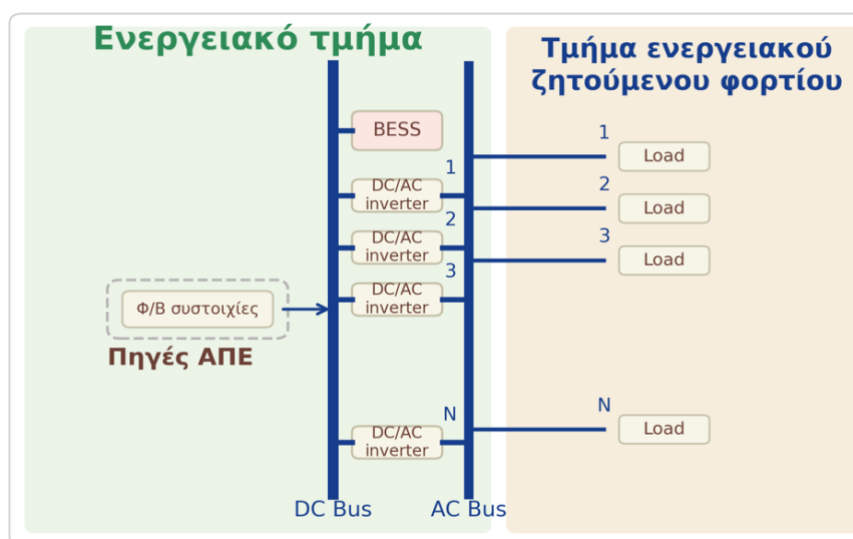 Ενεργειακό τμήμα
Τμήμα ενεργειακού
ζητούμενου φορτίου
BESS
1
DC/AC
inverter
2
DC/AC
inverter
3
DC/AC
inverter
N
DC/AC
inverter
Φ/Β συστοιχίες
Πηγές ΑΠΕ
1
Load
2
Load
3
Load
N
Load
DC Bus
AC Bus